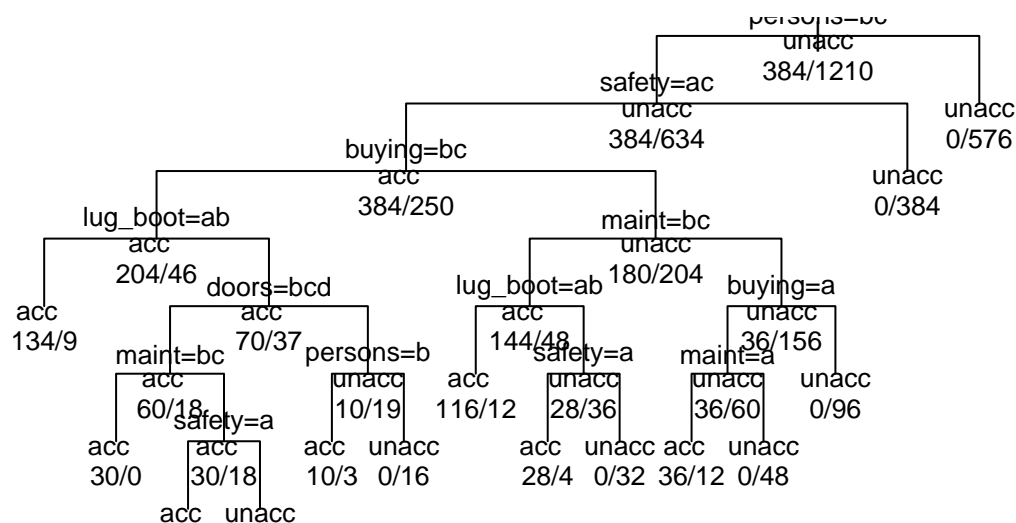 persons=bc
unacc
384/1210
safety=ac
unacc
384/634
unacc
0/576
buying=bc
acc
384/250
unacc
0/384
lug_boot=ab
acc
204/46
maint=bc
unacc
180/204
acc
134/9
doors=bcd
acc
70/37
lug_boot=ab
acc
144/48
buying=a
unacc
36/156
maint=bc
acc
60/18
persons=b
unacc
10/19
acc
116/12
safety=a
unacc
28/36
maint=a
unacc
36/60
unacc
0/96
acc
30/0
safety=a
acc
30/18
acc
10/3
unacc
0/16
acc
28/4
unacc
0/32
acc
36/12
unacc
0/48
acc
unacc